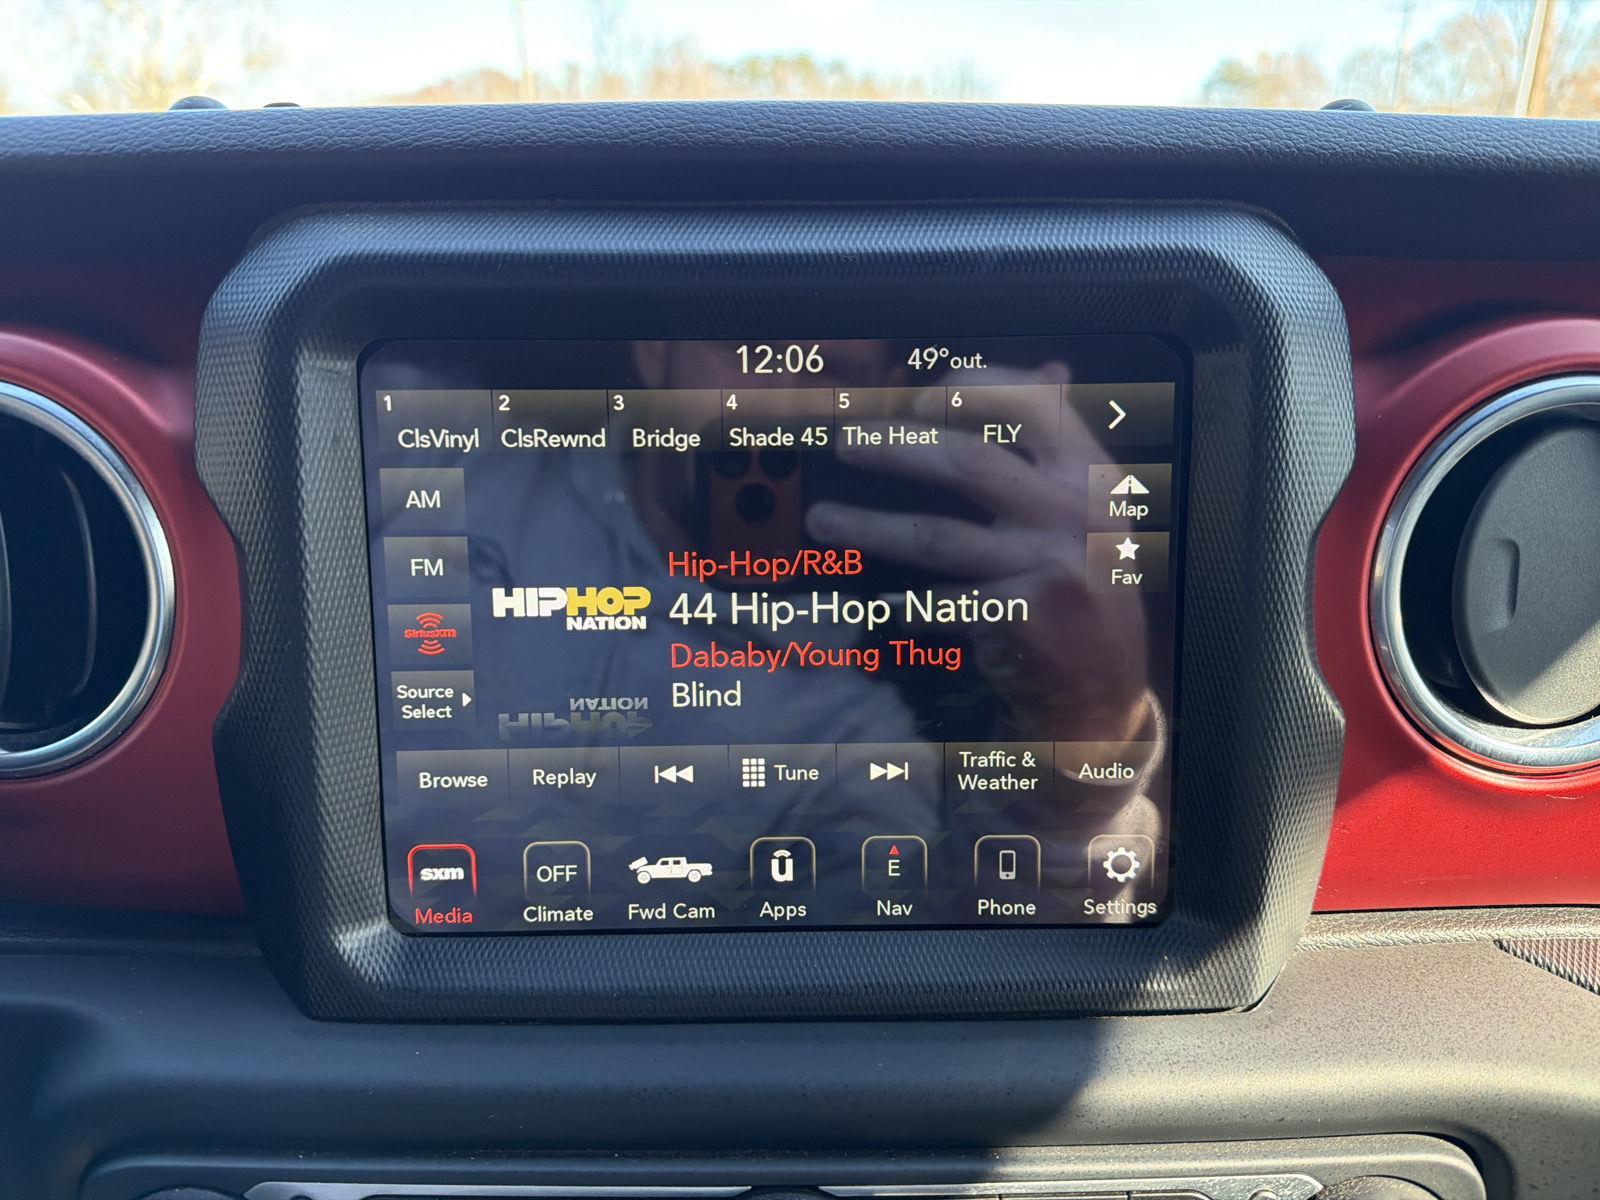 12:06 49°out.
1 2 3 4 5 6
ClsVinyl ClsRewnd Bridge Shade 45 The Heat FLY
AM
Map
FM
Fav
SiriusXM
Source
Select
HIPHOP
NATION
Hip-Hop/R&B
44 Hip-Hop Nation
Dababy/Young Thug
Blind
NATION
HIPHOP
Browse Replay Tune Traffic &
Weather Audio
sxm OFF ū E
Media Climate Fwd Cam Apps Nav Phone Settings